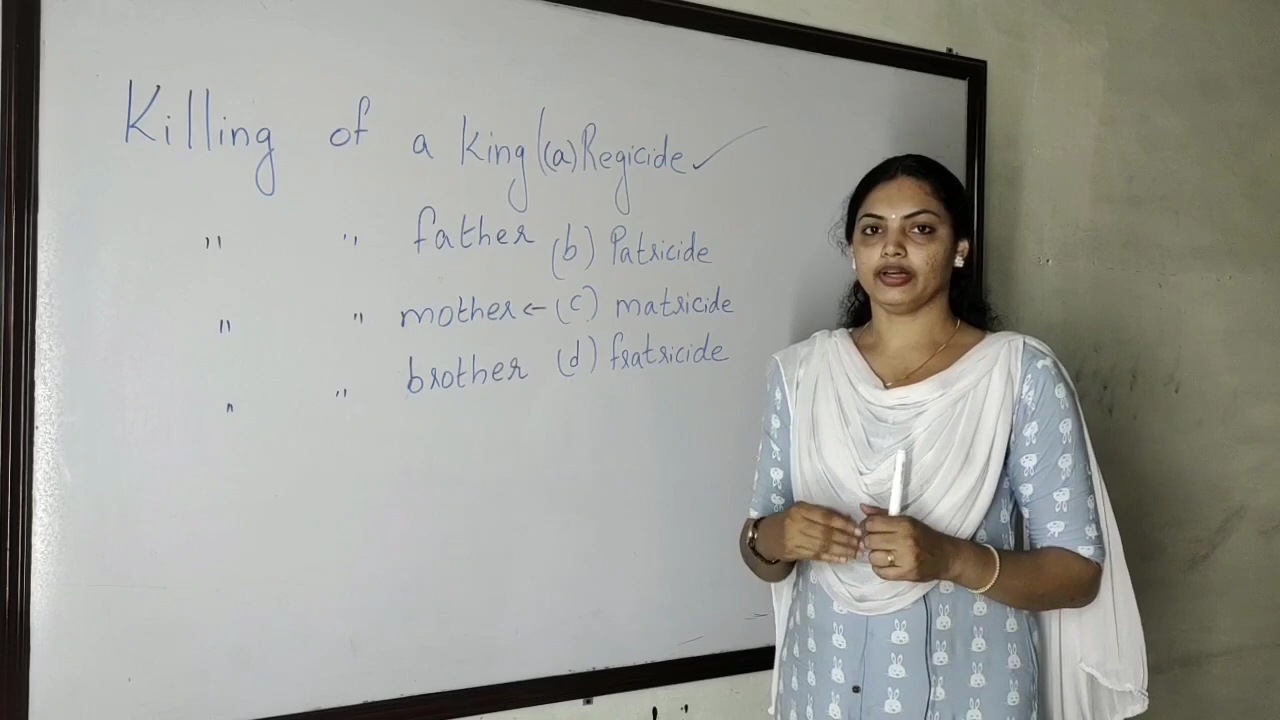 Killing of a king (a) Regicide ✓
" " father (b) Patricide
" " mother ← (c) matricide
" " brother (d) fratricide